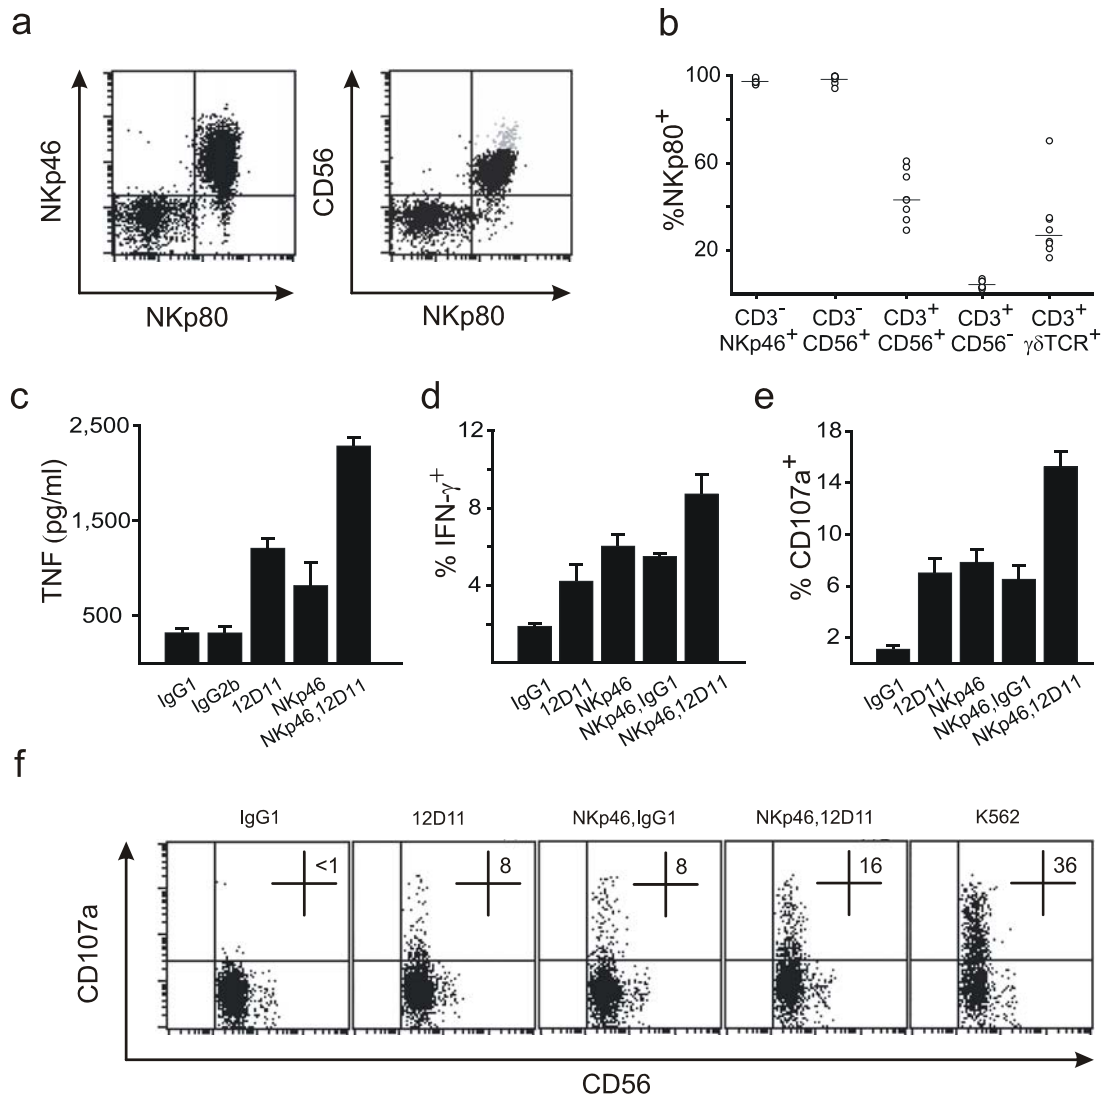 a
NKp46
NKp80
CD56
NKp80
b
%NKp80+
100
60
20
CD3- CD3- CD3+ CD3+ CD3+
NKp46+ CD56+ CD56+ CD56- γδTCR+
c
TNF (pg/ml)
2,500
1,500
500
IgG1
IgG2b
12D11
NKp46
NKp46,12D11
d
% IFN-γ+
12
8
4
IgG1
12D11
NKp46
NKp46,IgG1
NKp46,12D11
e
% CD107a+
18
14
10
6
2
IgG1
12D11
NKp46
NKp46,IgG1
NKp46,12D11
f
IgG1 12D11 NKp46,IgG1 NKp46,12D11 K562
<1 8 8 16 36
CD107a
CD56